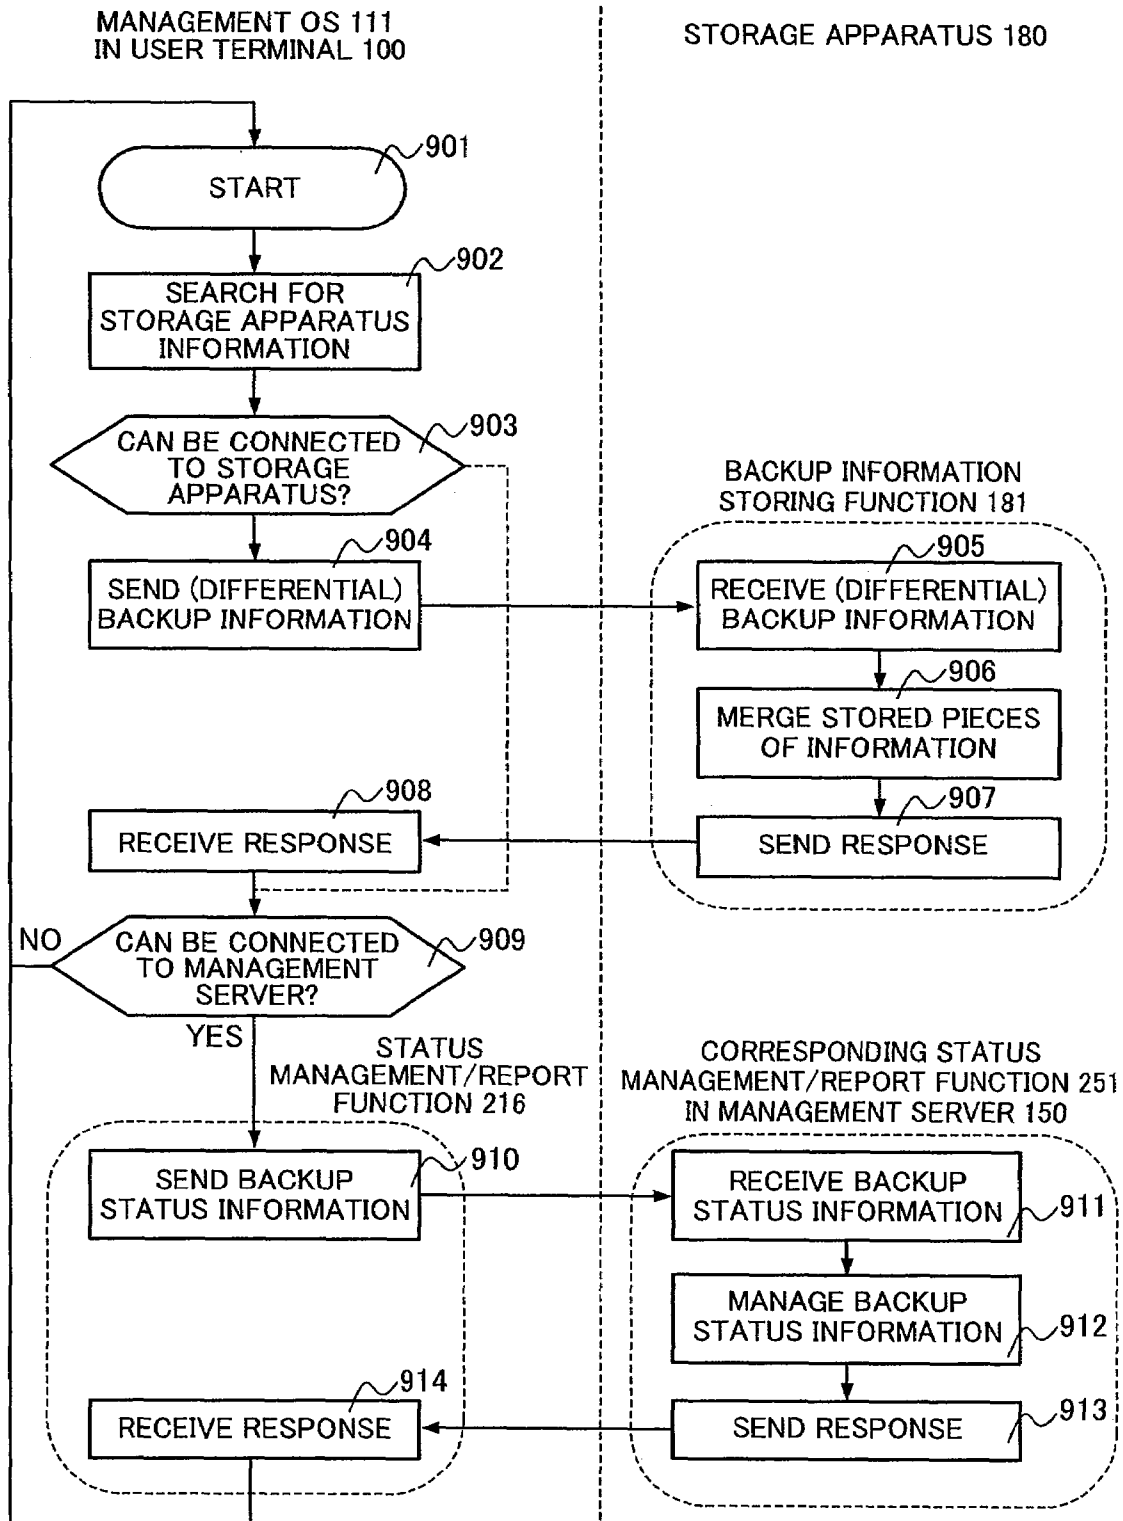 MANAGEMENT OS 111
IN USER TERMINAL 100
STORAGE APPARATUS 180
901
START
902
SEARCH FOR
STORAGE APPARATUS
INFORMATION
903
CAN BE CONNECTED
TO STORAGE
APPARATUS?
BACKUP INFORMATION
STORING FUNCTION 181
904
SEND (DIFFERENTIAL)
BACKUP INFORMATION
905
RECEIVE (DIFFERENTIAL)
BACKUP INFORMATION
906
MERGE STORED PIECES
OF INFORMATION
907
SEND RESPONSE
908
RECEIVE RESPONSE
909
CAN BE CONNECTED
TO MANAGEMENT
SERVER?
NO
YES
STATUS
MANAGEMENT/REPORT
FUNCTION 216
CORRESPONDING STATUS
MANAGEMENT/REPORT FUNCTION 251
IN MANAGEMENT SERVER 150
910
SEND BACKUP
STATUS INFORMATION
RECEIVE BACKUP
STATUS INFORMATION
911
MANAGE BACKUP
STATUS INFORMATION
912
SEND RESPONSE
913
914
RECEIVE RESPONSE